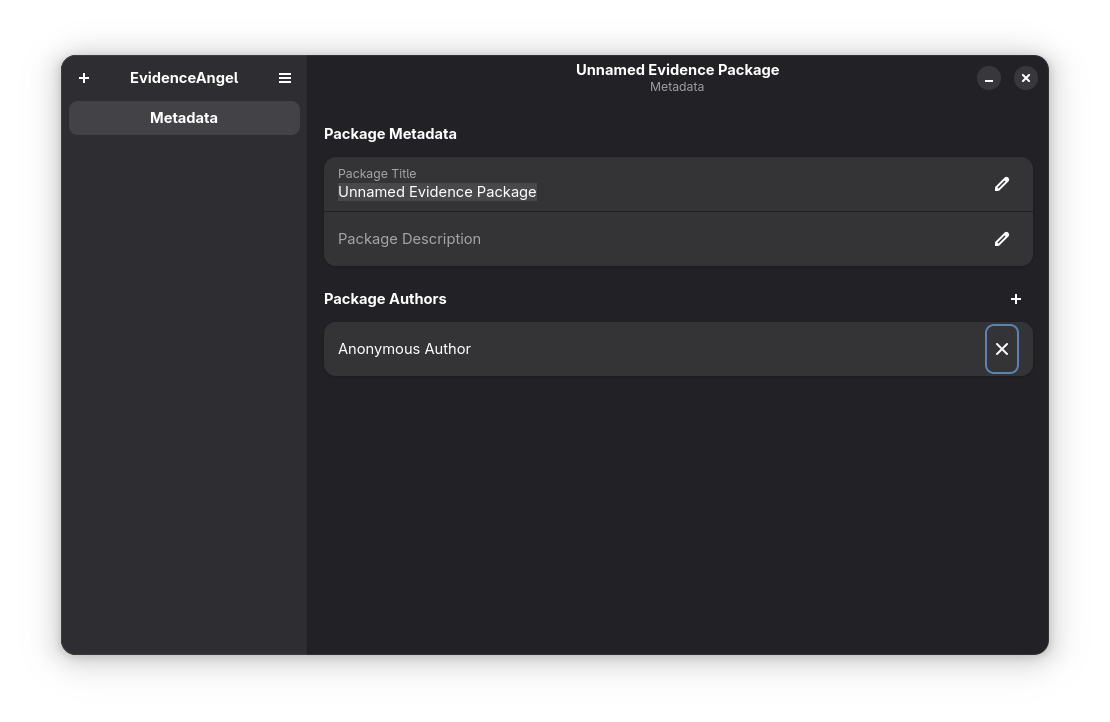 EvidenceAngel
Metadata
Unnamed Evidence Package
Metadata
Package Metadata
Package Title
Unnamed Evidence Package
Package Description
Package Authors
Anonymous Author